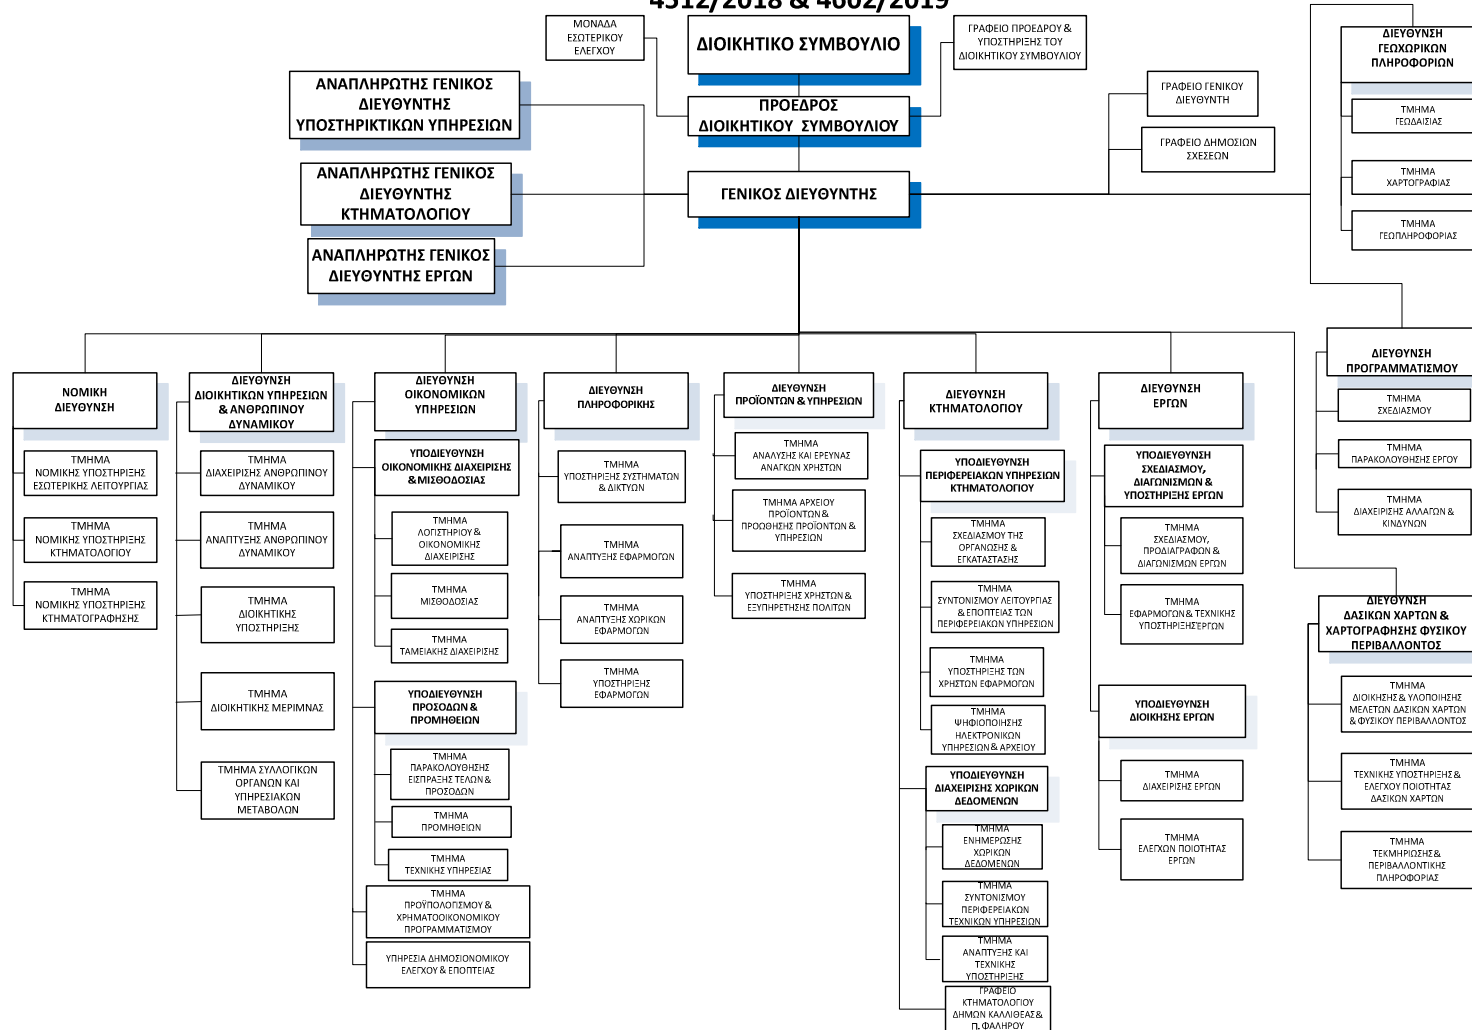 4512/2018 & 4602/2019
ΜΟΝΑΔΑ
ΕΣΩΤΕΡΙΚΟΥ
ΕΛΕΓΧΟΥ
ΔΙΟΙΚΗΤΙΚΟ ΣΥΜΒΟΥΛΙΟ
ΓΡΑΦΕΙΟ ΠΡΟΕΔΡΟΥ &
ΥΠΟΣΤΗΡΙΞΗΣ ΤΟΥ
ΔΙΟΙΚΗΤΙΚΟΥ ΣΥΜΒΟΥΛΙΟΥ
ΠΡΟΕΔΡΟΣ
ΔΙΟΙΚΗΤΙΚΟΥ ΣΥΜΒΟΥΛΙΟΥ
ΑΝΑΠΛΗΡΩΤΗΣ ΓΕΝΙΚΟΣ
ΔΙΕΥΘΥΝΤΗΣ
ΥΠΟΣΤΗΡΙΚΤΙΚΩΝ ΥΠΗΡΕΣΙΩΝ
ΑΝΑΠΛΗΡΩΤΗΣ ΓΕΝΙΚΟΣ
ΔΙΕΥΘΥΝΤΗΣ
ΚΤΗΜΑΤΟΛΟΓΙΟΥ
ΑΝΑΠΛΗΡΩΤΗΣ ΓΕΝΙΚΟΣ
ΔΙΕΥΘΥΝΤΗΣ ΕΡΓΩΝ
ΓΕΝΙΚΟΣ ΔΙΕΥΘΥΝΤΗΣ
ΓΡΑΦΕΙΟ ΓΕΝΙΚΟΥ
ΔΙΕΥΘΥΝΤΗ
ΓΡΑΦΕΙΟ ΔΗΜΟΣΙΩΝ
ΣΧΕΣΕΩΝ
ΔΙΕΥΘΥΝΣΗ
ΓΕΩΧΩΡΙΚΩΝ
ΠΛΗΡΟΦΟΡΙΩΝ
ΤΜΗΜΑ
ΓΕΩΔΑΙΣΙΑΣ
ΤΜΗΜΑ
ΧΑΡΤΟΓΡΑΦΙΑΣ
ΤΜΗΜΑ
ΓΕΩΠΛΗΡΟΦΟΡΙΑΣ
ΝΟΜΙΚΗ
ΔΙΕΥΘΥΝΣΗ
ΤΜΗΜΑ
ΝΟΜΙΚΗΣ ΥΠΟΣΤΗΡΙΞΗΣ
ΕΣΩΤΕΡΙΚΗΣ ΛΕΙΤΟΥΡΓΙΑΣ
ΤΜΗΜΑ
ΝΟΜΙΚΗΣ ΥΠΟΣΤΗΡΙΞΗΣ
ΚΤΗΜΑΤΟΛΟΓΙΟΥ
ΤΜΗΜΑ
ΝΟΜΙΚΗΣ ΥΠΟΣΤΗΡΙΞΗΣ
ΚΤΗΜΑΤΟΓΡΑΦΗΣΗΣ
ΔΙΕΥΘΥΝΣΗ
ΔΙΟΙΚΗΤΙΚΩΝ ΥΠΗΡΕΣΙΩΝ
& ΑΝΘΡΩΠΙΝΟΥ
ΔΥΝΑΜΙΚΟΥ
ΤΜΗΜΑ
ΔΙΑΧΕΙΡΙΣΗΣ ΑΝΘΡΩΠΙΝΟΥ
ΔΥΝΑΜΙΚΟΥ
ΤΜΗΜΑ
ΑΝΑΠΤΥΞΗΣ ΑΝΘΡΩΠΙΝΟΥ
ΔΥΝΑΜΙΚΟΥ
ΤΜΗΜΑ
ΔΙΟΙΚΗΤΙΚΗΣ
ΥΠΟΣΤΗΡΙΞΗΣ
ΤΜΗΜΑ
ΔΙΟΙΚΗΤΙΚΗΣ ΜΕΡΙΜΝΑΣ
ΤΜΗΜΑ ΣΥΛΛΟΓΙΚΩΝ
ΟΡΓΑΝΩΝ ΚΑΙ
ΥΠΗΡΕΣΙΑΚΩΝ
ΜΕΤΑΒΟΛΩΝ
ΔΙΕΥΘΥΝΣΗ
ΟΙΚΟΝΟΜΙΚΩΝ
ΥΠΗΡΕΣΙΩΝ
ΥΠΟΔΙΕΥΘΥΝΣΗ
ΟΙΚΟΝΟΜΙΚΗΣ ΔΙΑΧΕΙΡΙΣΗΣ
& ΜΙΣΘΟΔΟΣΙΑΣ
ΤΜΗΜΑ
ΛΟΓΙΣΤΗΡΙΟΥ &
ΟΙΚΟΝΟΜΙΚΗΣ
ΔΙΑΧΕΙΡΙΣΗΣ
ΤΜΗΜΑ
ΜΙΣΘΟΔΟΣΙΑΣ
ΤΜΗΜΑ
ΤΑΜΕΙΑΚΗΣ ΔΙΑΧΕΙΡΙΣΗΣ
ΥΠΟΔΙΕΥΘΥΝΣΗ
ΠΡΟΣΟΔΩΝ &
ΠΡΟΜΗΘΕΙΩΝ
ΤΜΗΜΑ
ΠΑΡΑΚΟΛΟΥΘΗΣΗΣ
ΕΙΣΠΡΑΞΗΣ ΤΕΛΩΝ &
ΠΡΟΣΟΔΩΝ
ΤΜΗΜΑ
ΠΡΟΜΗΘΕΙΩΝ
ΤΜΗΜΑ
ΤΕΧΝΙΚΗΣ ΥΠΗΡΕΣΙΑΣ
ΤΜΗΜΑ
ΠΡΟΫΠΟΛΟΓΙΣΜΟΥ &
ΧΡΗΜΑΤΟΟΙΚΟΝΟΜΙΚΟΥ
ΠΡΟΓΡΑΜΜΑΤΙΣΜΟΥ
ΥΠΗΡΕΣΙΑ ΔΗΜΟΣΙΟΝΟΜΙΚΟΥ
ΕΛΕΓΧΟΥ & ΕΠΟΠΤΕΙΑΣ
ΔΙΕΥΘΥΝΣΗ
ΠΛΗΡΟΦΟΡΙΚΗΣ
ΤΜΗΜΑ
ΥΠΟΣΤΗΡΙΞΗΣ ΣΥΣΤΗΜΑΤΩΝ
& ΔΙΚΤΥΩΝ
ΤΜΗΜΑ
ΑΝΑΠΤΥΞΗΣ ΕΦΑΡΜΟΓΩΝ
ΤΜΗΜΑ
ΑΝΑΠΤΥΞΗΣ ΧΩΡΙΚΩΝ
ΕΦΑΡΜΟΓΩΝ
ΤΜΗΜΑ
ΥΠΟΣΤΗΡΙΞΗΣ
ΕΦΑΡΜΟΓΩΝ
ΔΙΕΥΘΥΝΣΗ
ΠΡΟΪΟΝΤΩΝ & ΥΠΗΡΕΣΙΩΝ
ΤΜΗΜΑ
ΑΝΑΛΥΣΗΣ ΚΑΙ ΕΡΕΥΝΑΣ
ΑΝΑΓΚΩΝ ΧΡΗΣΤΩΝ
ΤΜΗΜΑ ΑΡΧΕΙΟΥ
ΠΡΟΪΟΝΤΩΝ &
ΠΡΟΩΘΗΣΗΣ ΠΡΟΪΟΝΤΩΝ &
ΥΠΗΡΕΣΙΩΝ
ΤΜΗΜΑ
ΥΠΟΣΤΗΡΙΞΗΣ ΧΡΗΣΤΩΝ &
ΕΞΥΠΗΡΕΤΗΣΗΣ ΠΟΛΙΤΩΝ
ΔΙΕΥΘΥΝΣΗ
ΚΤΗΜΑΤΟΛΟΓΙΟΥ
ΥΠΟΔΙΕΥΘΥΝΣΗ
ΠΕΡΙΦΕΡΕΙΑΚΩΝ ΥΠΗΡΕΣΙΩΝ
ΚΤΗΜΑΤΟΛΟΓΙΟΥ
ΤΜΗΜΑ
ΣΧΕΔΙΑΣΜΟΥ ΤΗΣ
ΟΡΓΑΝΩΣΗΣ &
ΕΓΚΑΤΑΣΤΑΣΗΣ
ΤΜΗΜΑ
ΣΥΝΤΟΝΙΣΜΟΥ ΛΕΙΤΟΥΡΓΙΑΣ
& ΕΠΟΠΤΕΙΑΣ ΤΩΝ
ΠΕΡΙΦΕΡΕΙΑΚΩΝ ΥΠΗΡΕΣΙΩΝ
ΤΜΗΜΑ
ΥΠΟΣΤΗΡΙΞΗΣ ΤΩΝ
ΧΡΗΣΤΩΝ ΕΦΑΡΜΟΓΩΝ
ΤΜΗΜΑ
ΨΗΦΙΟΠΟΙΗΣΗΣ
ΗΛΕΚΤΡΟΝΙΚΩΝ
ΥΠΗΡΕΣΙΩΝ & ΑΡΧΕΙΟΥ
ΥΠΟΔΙΕΥΘΥΝΣΗ
ΔΙΑΧΕΙΡΙΣΗΣ ΧΩΡΙΚΩΝ
ΔΕΔΟΜΕΝΩΝ
ΤΜΗΜΑ
ΕΝΗΜΕΡΩΣΗΣ
ΧΩΡΙΚΩΝ
ΔΕΔΟΜΕΝΩΝ
ΤΜΗΜΑ
ΣΥΝΤΟΝΙΣΜΟΥ
ΠΕΡΙΦΕΡΕΙΑΚΩΝ
ΤΕΧΝΙΚΩΝ ΥΠΗΡΕΣΙΩΝ
ΤΜΗΜΑ
ΑΝΑΠΤΥΞΗΣ ΚΑΙ
ΤΕΧΝΙΚΗΣ
ΥΠΟΣΤΗΡΙΞΗΣ
ΓΡΑΦΕΙΟ
ΚΤΗΜΑΤΟΛΟΓΙΟΥ
ΔΗΜΩΝ ΚΑΛΛΙΘΕΑΣ &
Π. ΦΑΛΗΡΟΥ
ΔΙΕΥΘΥΝΣΗ
ΕΡΓΩΝ
ΥΠΟΔΙΕΥΘΥΝΣΗ
ΣΧΕΔΙΑΣΜΟΥ,
ΔΙΑΓΩΝΙΣΜΩΝ &
ΥΠΟΣΤΗΡΙΞΗΣ ΕΡΓΩΝ
ΤΜΗΜΑ
ΣΧΕΔΙΑΣΜΟΥ,
ΠΡΟΔΙΑΓΡΑΦΩΝ &
ΔΙΑΓΩΝΙΣΜΩΝ ΕΡΓΩΝ
ΤΜΗΜΑ
ΕΦΑΡΜΟΓΩΝ & ΤΕΧΝΙΚΗΣ
ΥΠΟΣΤΗΡΙΞΗΣ ΕΡΓΩΝ
ΥΠΟΔΙΕΥΘΥΝΣΗ
ΔΙΟΙΚΗΣΗΣ ΕΡΓΩΝ
ΤΜΗΜΑ
ΔΙΑΧΕΙΡΙΣΗΣ ΕΡΓΩΝ
ΤΜΗΜΑ
ΕΛΕΓΧΩΝ ΠΟΙΟΤΗΤΑΣ
ΕΡΓΩΝ
ΔΙΕΥΘΥΝΣΗ
ΠΡΟΓΡΑΜΜΑΤΙΣΜΟΥ
ΤΜΗΜΑ
ΣΧΕΔΙΑΣΜΟΥ
ΤΜΗΜΑ
ΠΑΡΑΚΟΛΟΥΘΗΣΗΣ ΕΡΓΟΥ
ΤΜΗΜΑ
ΔΙΑΧΕΙΡΙΣΗΣ ΑΛΛΑΓΩΝ &
ΚΙΝΔΥΝΩΝ
ΔΙΕΥΘΥΝΣΗ
ΔΑΣΙΚΩΝ ΧΑΡΤΩΝ &
ΧΑΡΤΟΓΡΑΦΗΣΗΣ ΦΥΣΙΚΟΥ
ΠΕΡΙΒΑΛΛΟΝΤΟΣ
ΤΜΗΜΑ
ΔΙΟΙΚΗΣΗΣ & ΥΛΟΠΟΙΗΣΗΣ
ΜΕΛΕΤΩΝ ΔΑΣΙΚΩΝ ΧΑΡΤΩΝ
& ΦΥΣΙΚΟΥ ΠΕΡΙΒΑΛΛΟΝΤΟΣ
ΤΜΗΜΑ
ΤΕΧΝΙΚΗΣ ΥΠΟΣΤΗΡΙΞΗΣ &
ΕΛΕΓΧΟΥ ΠΟΙΟΤΗΤΑΣ
ΔΑΣΙΚΩΝ ΧΑΡΤΩΝ
ΤΜΗΜΑ
ΤΕΚΜΗΡΙΩΣΗΣ &
ΠΕΡΙΒΑΛΛΟΝΤΙΚΗΣ
ΠΛΗΡΟΦΟΡΙΑΣ